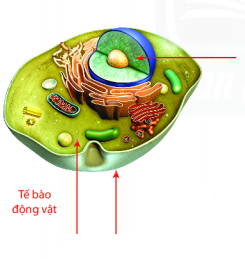 Tế bào
động vật